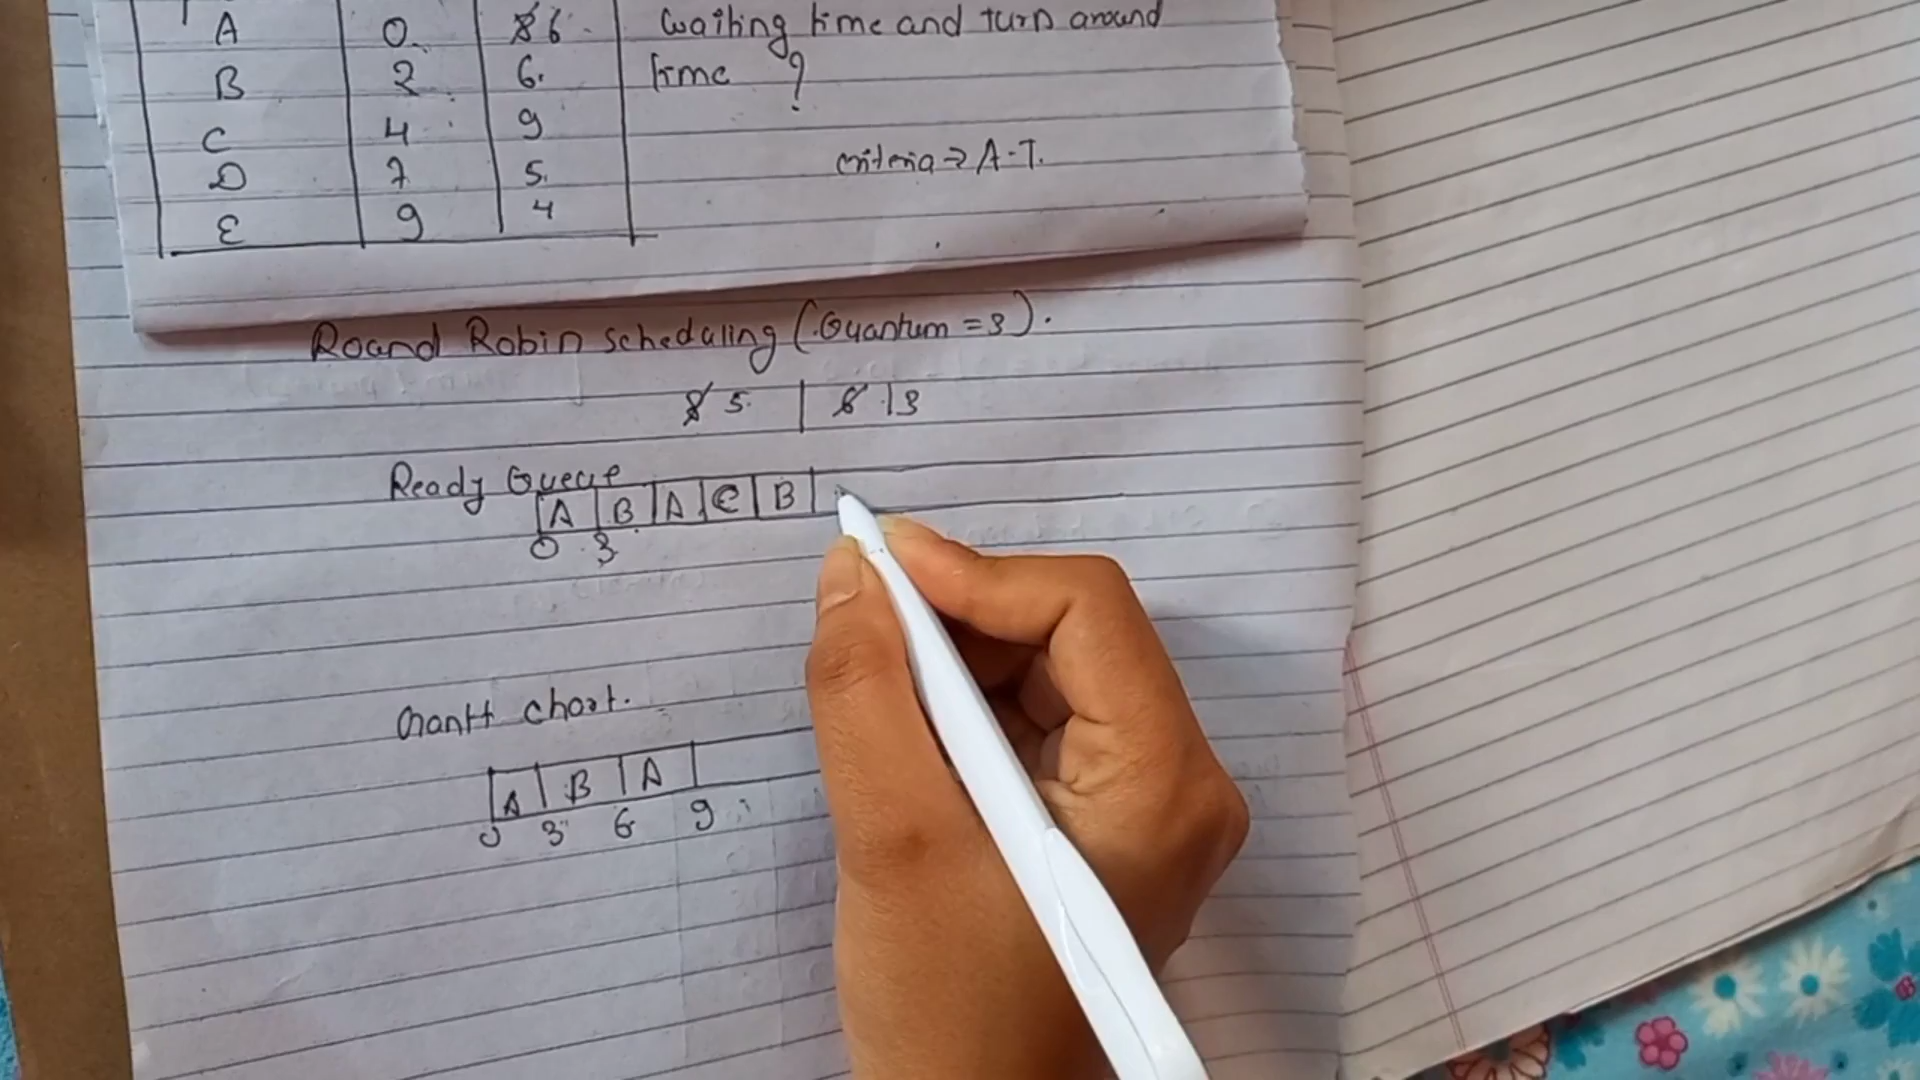 A 0 8 6 waiting time and turn around
B 2 6 time ?
C 4 9
criteria → A.T.
D 7 5
E 9 4
Round Robin scheduling (Quantum = 3).
8 5 | 6 13
Ready Queue
A B A C B
0 3
Gantt chart.
A B A
0 3 6 9